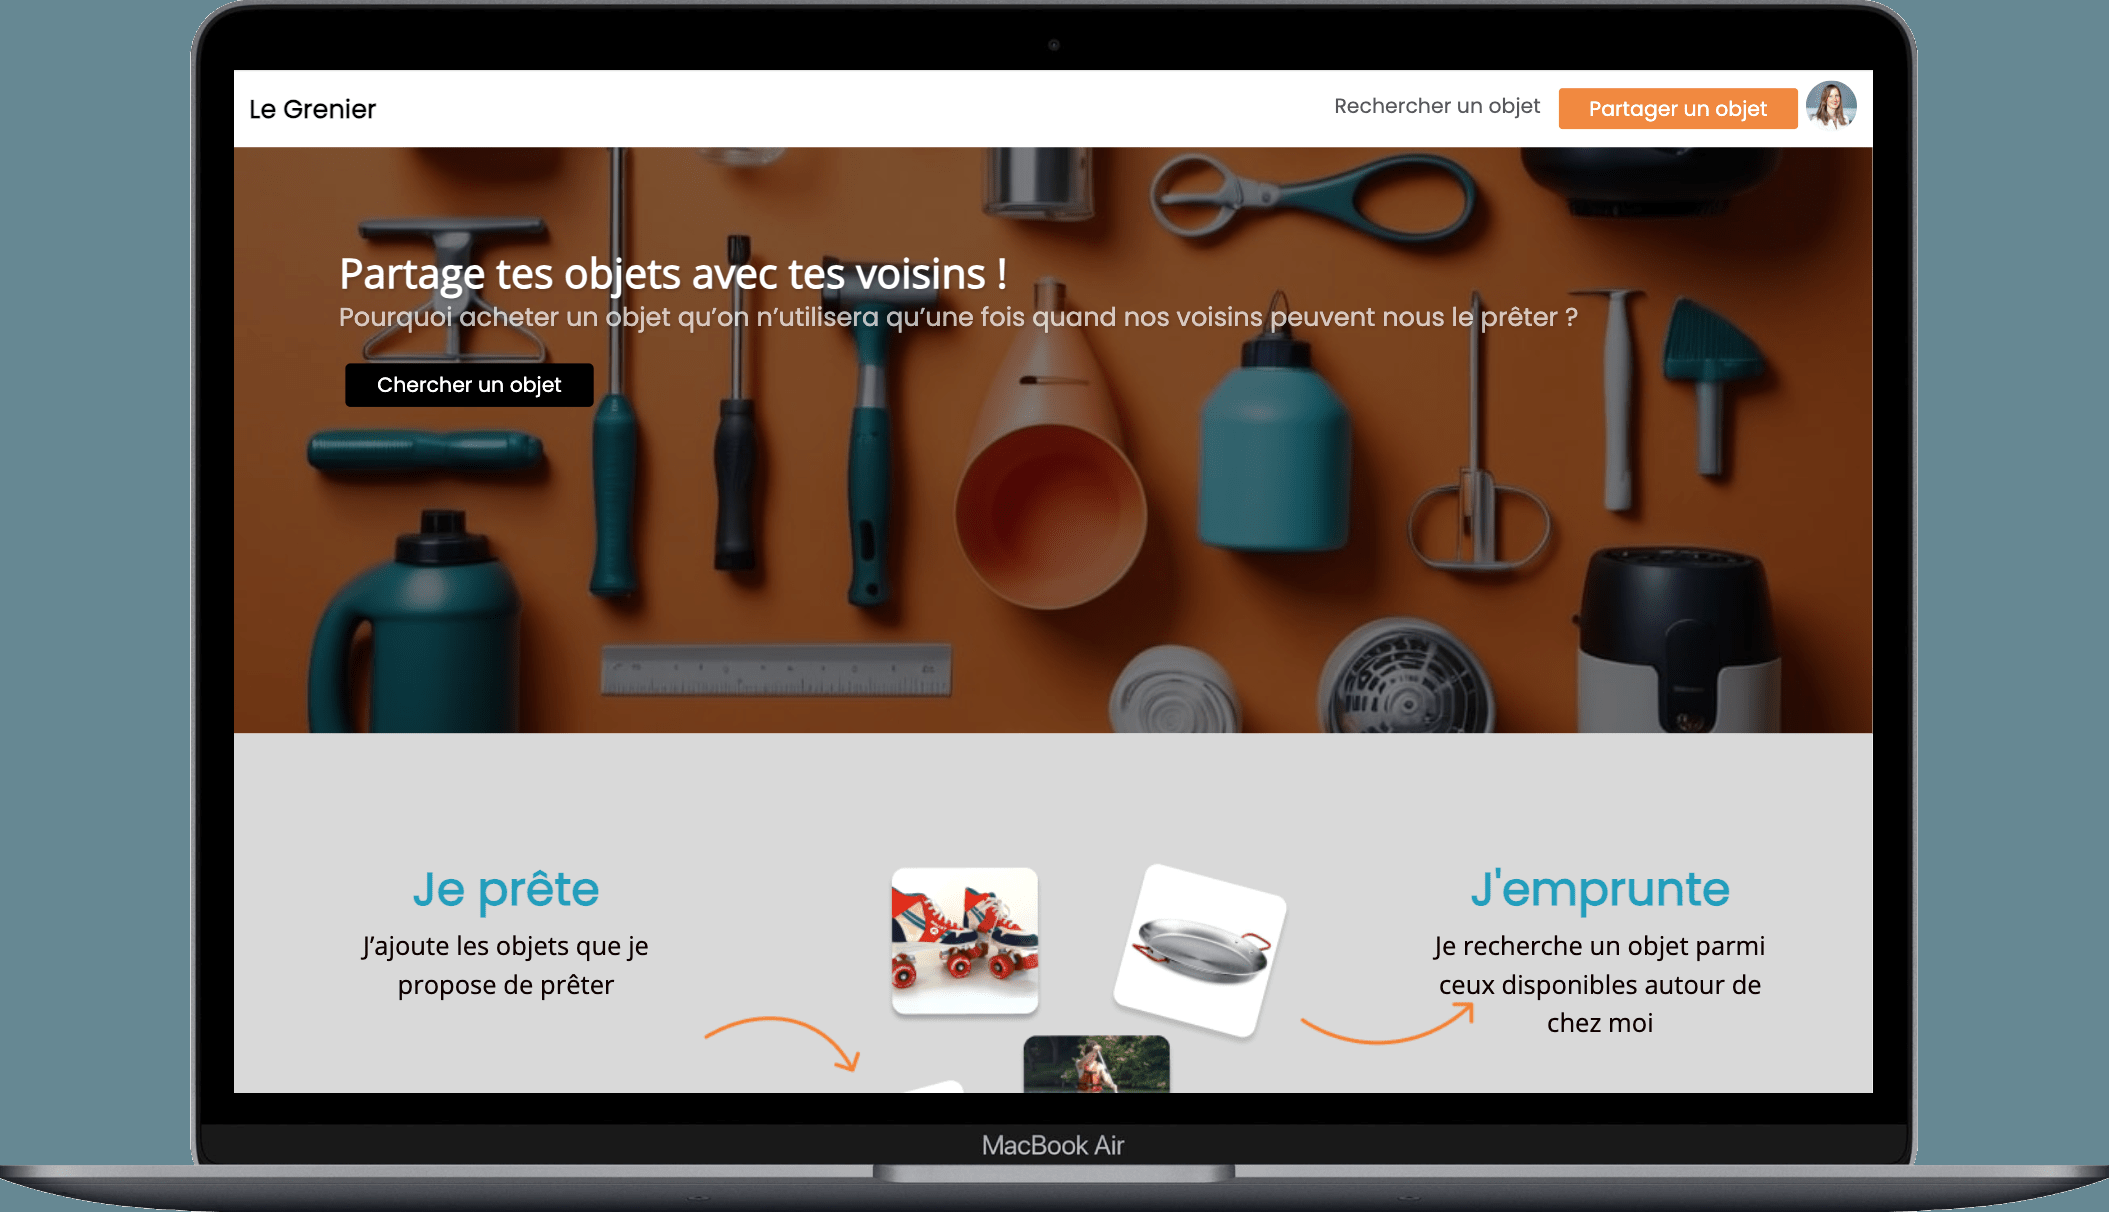 Le Grenier
Rechercher un objet
Partager un objet
Partage tes objets avec tes voisins !
Pourquoi acheter un objet qu’on n’utilisera qu’une fois quand nos voisins peuvent nous le prêter ?
Chercher un objet
Je prête
J’ajoute les objets que je
propose de prêter
J'emprunte
Je recherche un objet parmi
ceux disponibles autour de
chez moi
MacBook Air